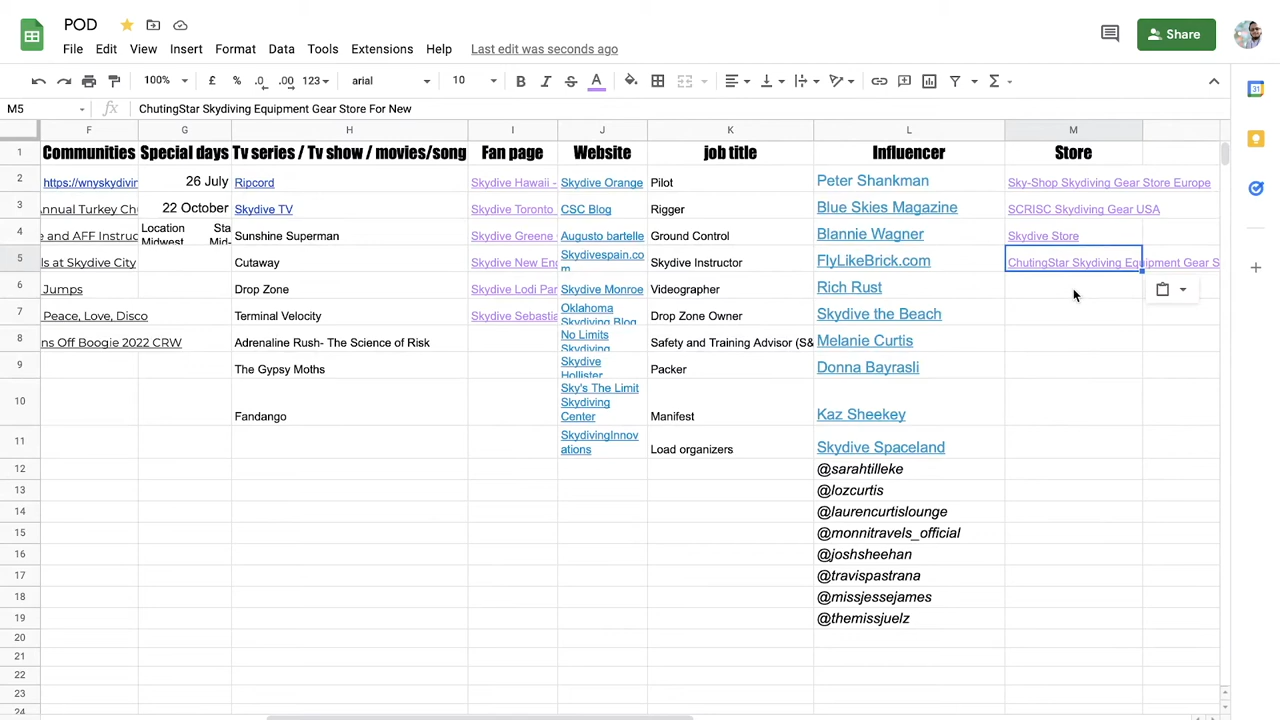 POD
File Edit View Insert Format Data Tools Extensions Help Last edit was seconds ago
Share
100% £ % .0 .00 123 arial 10 B I S A
M5 fx ChutingStar Skydiving Equipment Gear Store For New
F G H I J K L M
1 Communities Special days Tv series / Tv show / movies/song Fan page Website job title Influencer Store
2 https://wnyskydivin 26 July Ripcord Skydive Hawaii - Skydive Orange Pilot Peter Shankman Sky-Shop Skydiving Gear Store Europe
3 Annual Turkey Ch 22 October Skydive TV Skydive Toronto CSC Blog Rigger Blue Skies Magazine SCRISC Skydiving Gear USA
4 e and AFF Instruc Location Sta Sunshine Superman Skydive Greene Augusto bartelle Ground Control Blannie Wagner Skydive Store
Midwest Mid-
5 ls at Skydive City Cutaway Skydive New Eng Skydivespain.co Skydive Instructor FlyLikeBrick.com ChutingStar Skydiving Equipment Gear S
m
6 Jumps Drop Zone Skydive Lodi Par Skydive Monroe Videographer Rich Rust
7 Peace, Love, Disco Terminal Velocity Skydive Sebastia Oklahoma Drop Zone Owner Skydive the Beach
Skydiving Blog
8 ns Off Boogie 2022 CRW Adrenaline Rush- The Science of Risk No Limits Safety and Training Advisor (S& Melanie Curtis
Skydiving
9 The Gypsy Moths Skydive Packer Donna Bayrasli
Hollister
10 Fandango Sky's The Limit Manifest Kaz Sheekey
Skydiving
Center
11 SkydivingInnov Load organizers Skydive Spaceland
ations
12 @sarahtilleke
13 @lozcurtis
14 @laurencurtislounge
15 @monnitravels_official
16 @joshsheehan
17 @travispastrana
18 @missjessejames
19 @themissjuelz
20
21
22
23
24
31